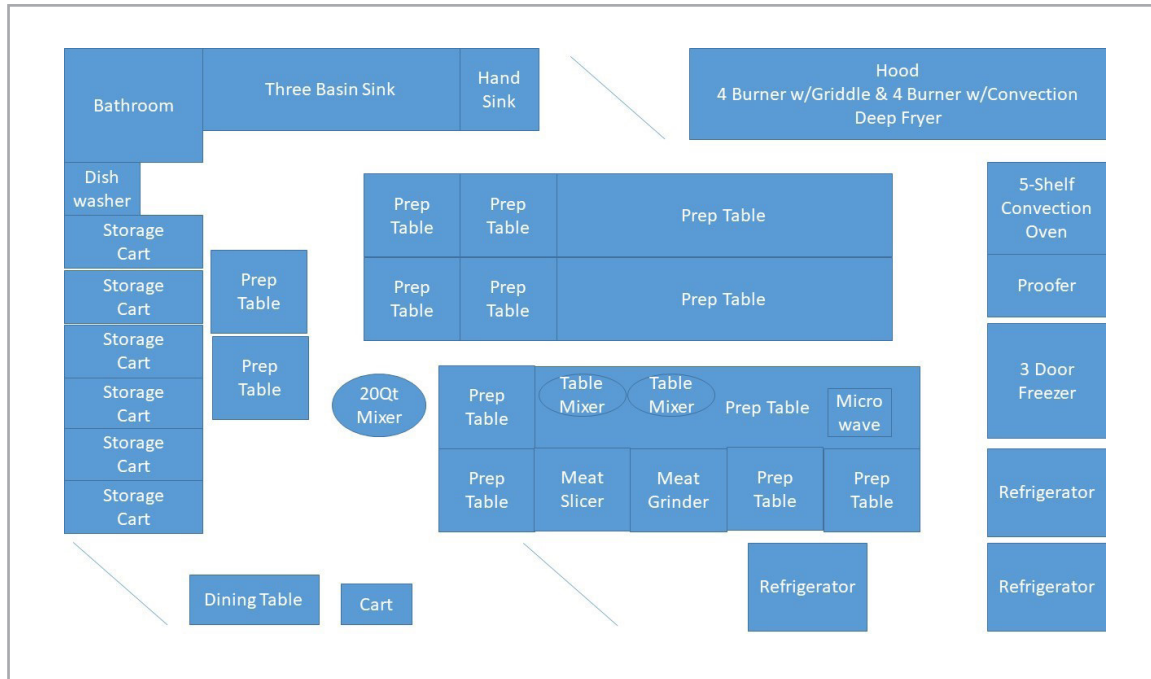 Bathroom
Three Basin Sink
Hand
Sink
Hood
4 Burner w/Griddle & 4 Burner w/Convection
Deep Fryer
Dish
washer
Storage
Cart
Storage
Cart
Storage
Cart
Storage
Cart
Storage
Cart
Storage
Cart
Prep
Table
Prep
Table
Prep
Table
Prep
Table
Prep Table
Prep
Table
Prep
Table
Prep Table
5-Shelf
Convection
Oven
Proofer
3 Door
Freezer
Refrigerator
Refrigerator
20Qt
Mixer
Prep
Table
Table
Mixer
Table
Mixer
Prep Table
Micro
wave
Prep
Table
Meat
Slicer
Meat
Grinder
Prep
Table
Prep
Table
Dining Table
Cart
Refrigerator